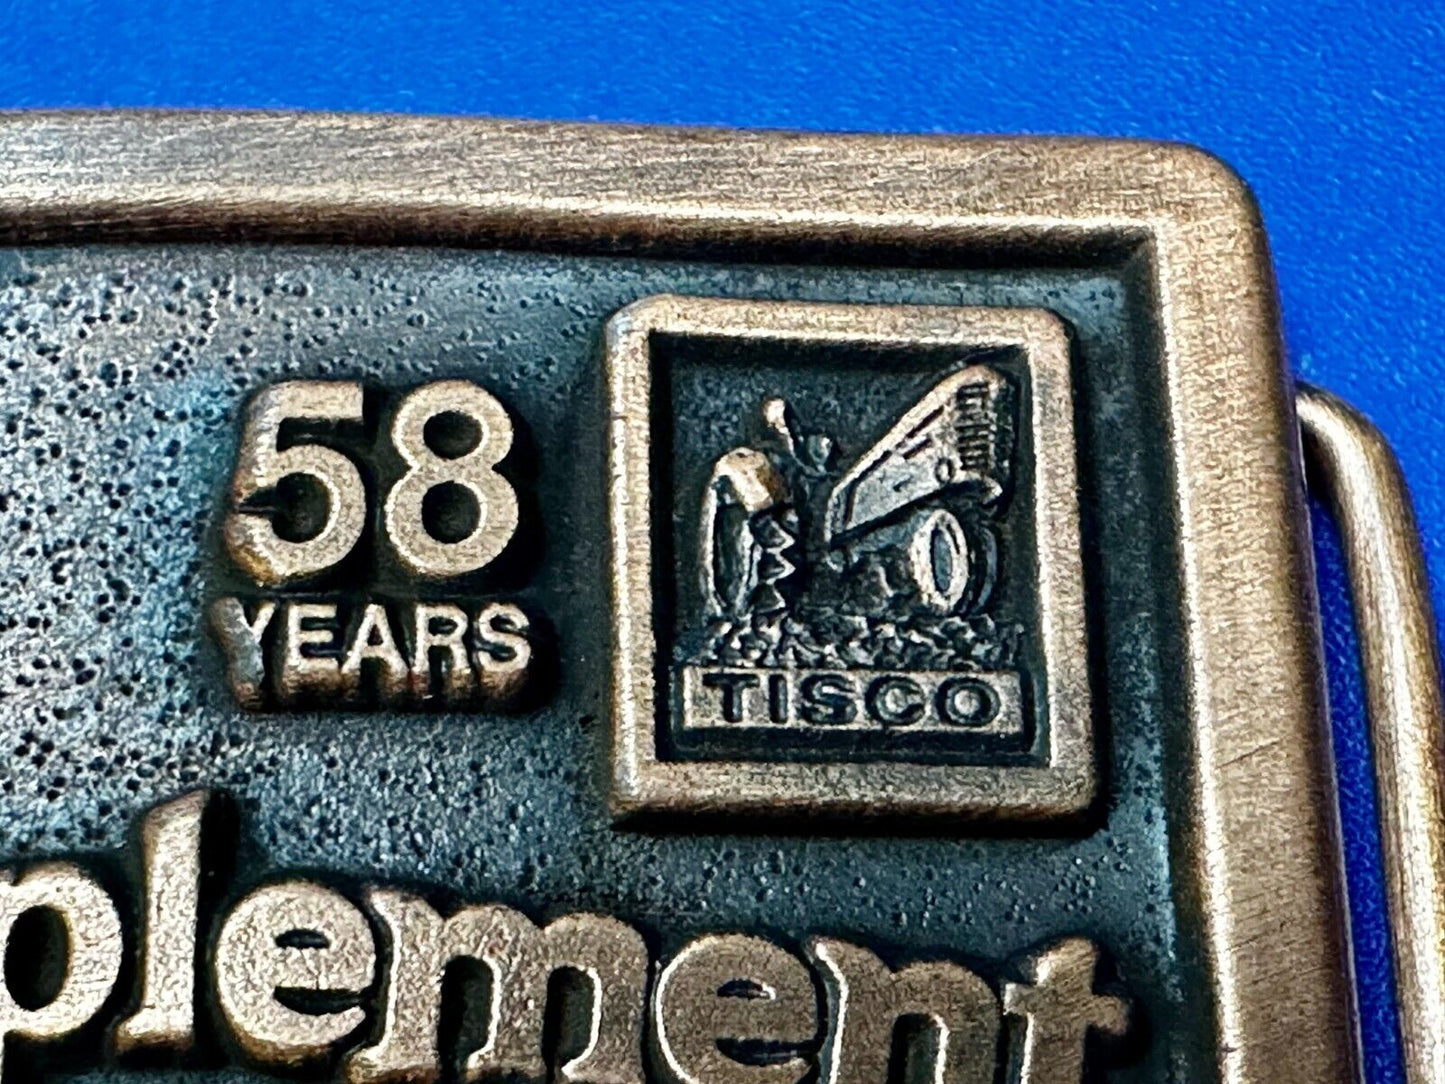 58
YEARS
TISCO
plement